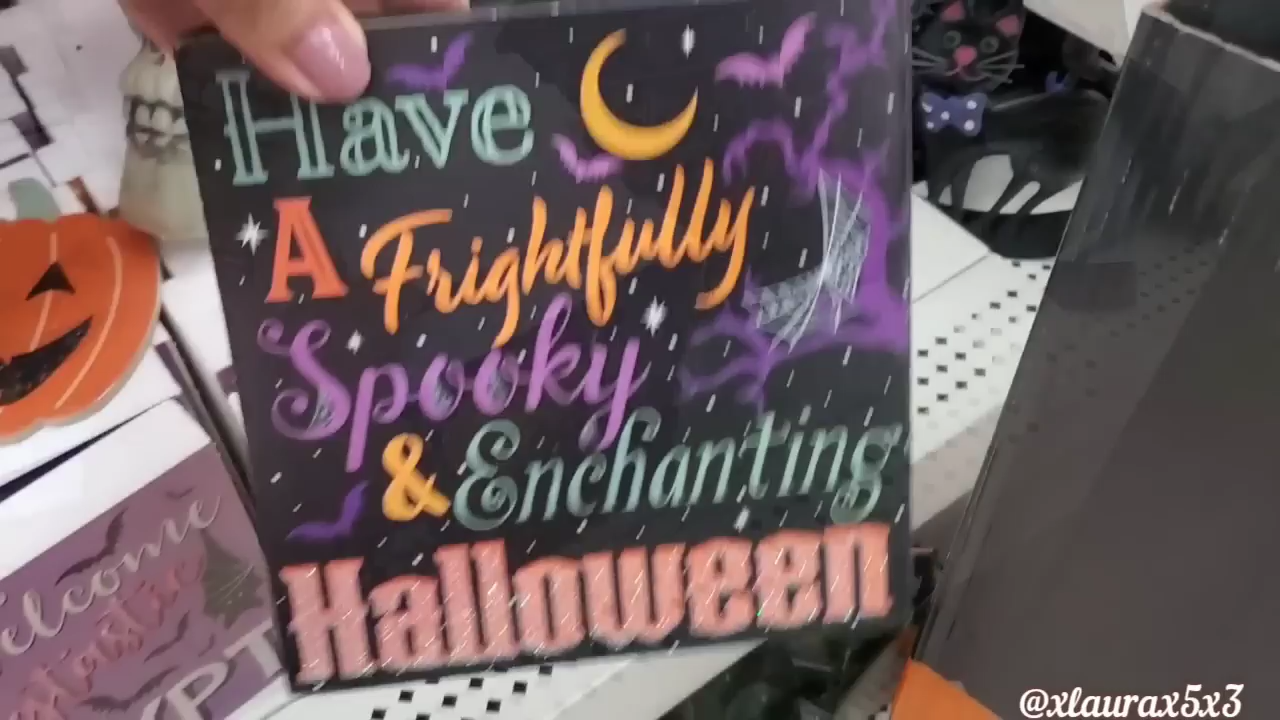 Have
A Frightfully
Spooky
& Enchanting
Halloween
@xlaurax5x3